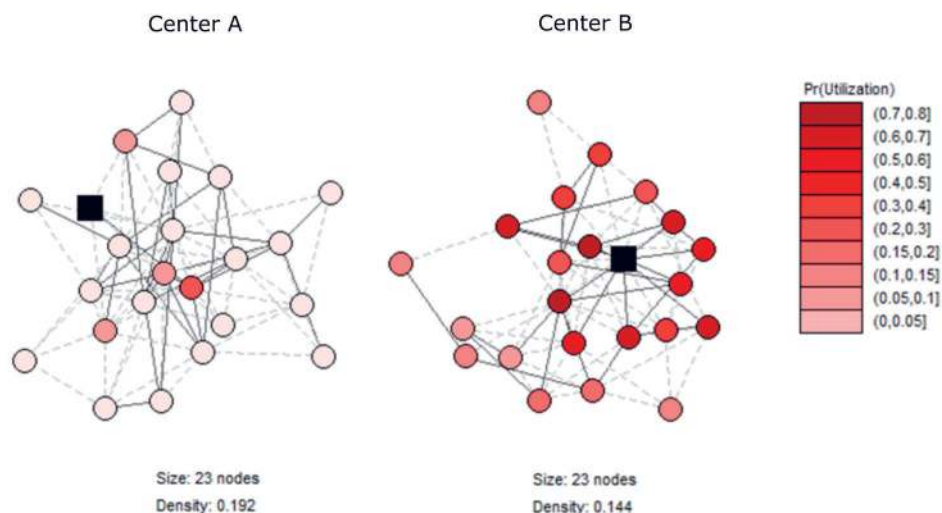 Center A
Center B
Pr(Utilization)
(0.7,0.8]
(0.6,0.7]
(0.5,0.6]
(0.4,0.5]
(0.3,0.4]
(0.2,0.3]
(0.15,0.2]
(0.1,0.15]
(0.05,0.1]
(0,0.05]
Size: 23 nodes
Density: 0.192
Size: 23 nodes
Density: 0.144